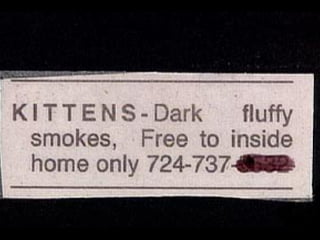 KITTENS-Dark fluffy
smokes, Free to inside
home only 724-737-